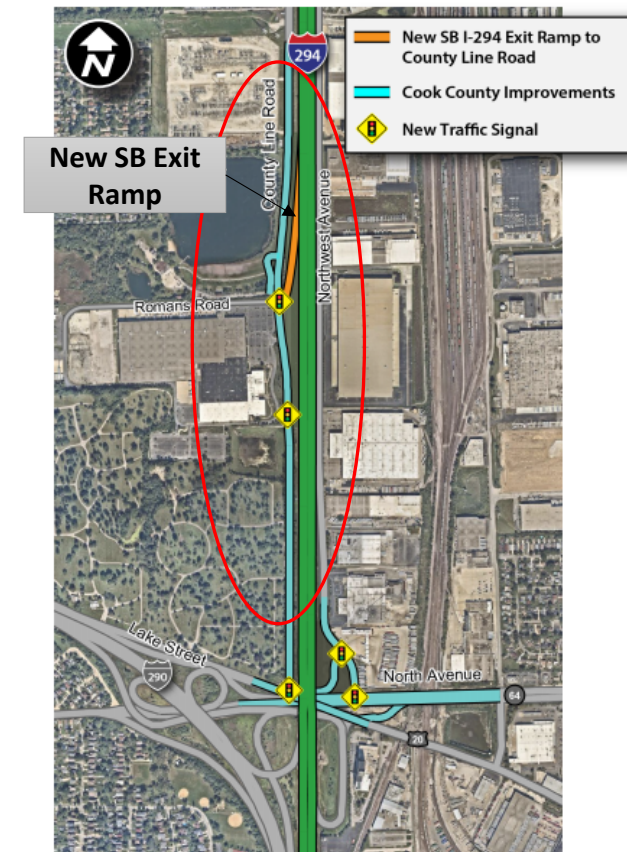 N
294
New SB I-294 Exit Ramp to
County Line Road
Cook County Improvements
New Traffic Signal
New SB Exit
Ramp
County Line Road
Northwest Avenue
Romans Road
Lake Street
290
North Avenue
64
20